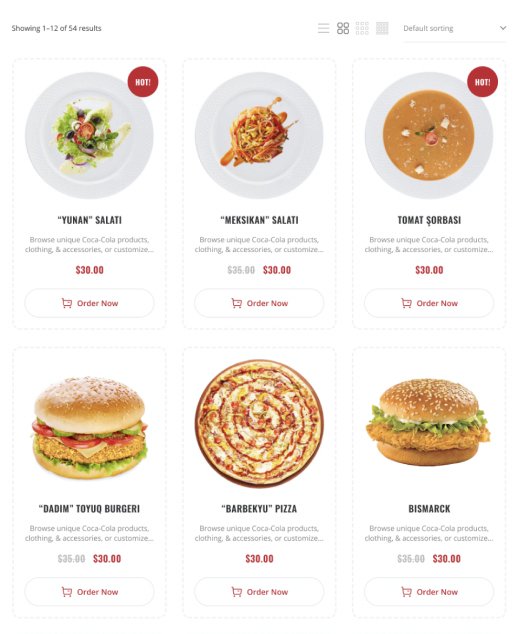 Showing 1–12 of 54 results
Default sorting
HOT!
HOT!
“YUNAN” SALATI
Browse unique Coca-Cola products,
clothing, & accessories, or customize...
$30.00
Order Now
“MEKSIKAN” SALATI
Browse unique Coca-Cola products,
clothing, & accessories, or customize...
$35.00 $30.00
Order Now
TOMAT ŞORBASI
Browse unique Coca-Cola products,
clothing, & accessories, or customize...
$30.00
Order Now
“DADIM” TOYUQ BURGERI
Browse unique Coca-Cola products,
clothing, & accessories, or customize...
$35.00 $30.00
Order Now
“BARBEKYU” PIZZA
Browse unique Coca-Cola products,
clothing, & accessories, or customize...
$30.00
Order Now
BISMARCK
Browse unique Coca-Cola products,
clothing, & accessories, or customize...
$35.00 $30.00
Order Now